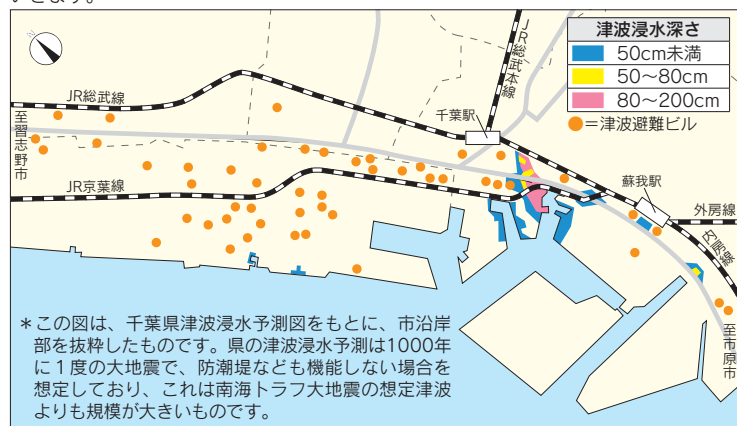 いさます。
津波浸水深さ
50cm未満
50～80cm
80～200cm
●＝津波避難ビル
JR総武本線
千葉駅
JR総武線
至習志野市
JR京葉線
蘇我駅
外房線
内房線
至市原市
＊この図は、千葉県津波浸水予測図をもとに、市沿岸
部を抜粋したものです。県の津波浸水予測は1000年
に１度の大地震で、防潮堤なども機能しない場合を
想定しており、これは南海トラフ大地震の想定津波
よりも規模が大きいものです。